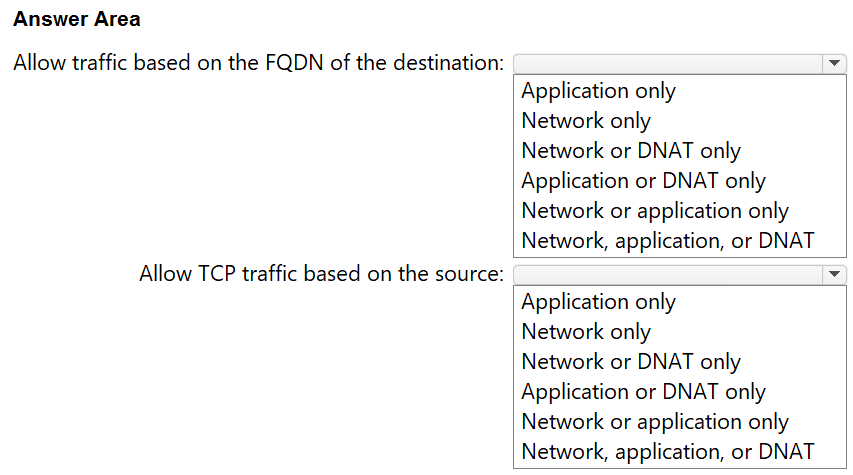 Answer Area
Allow traffic based on the FQDN of the destination:
Application only
Network only
Network or DNAT only
Application or DNAT only
Network or application only
Network, application, or DNAT
Allow TCP traffic based on the source:
Application only
Network only
Network or DNAT only
Application or DNAT only
Network or application only
Network, application, or DNAT